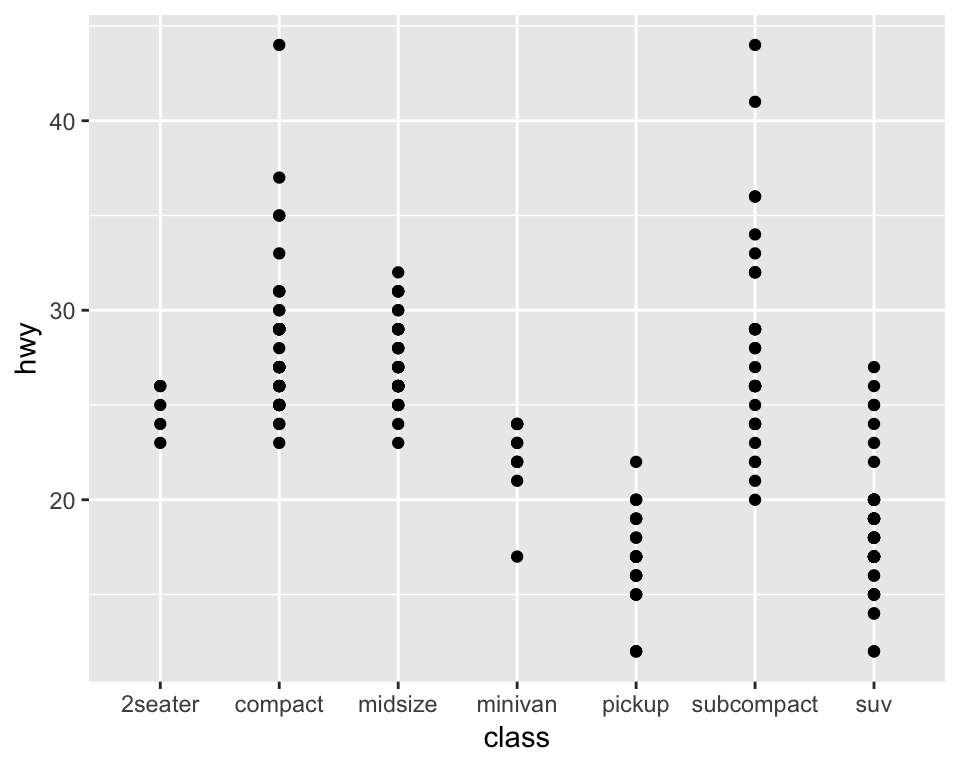 hwy
40
30
20
2seater compact midsize minivan pickup subcompact suv
class